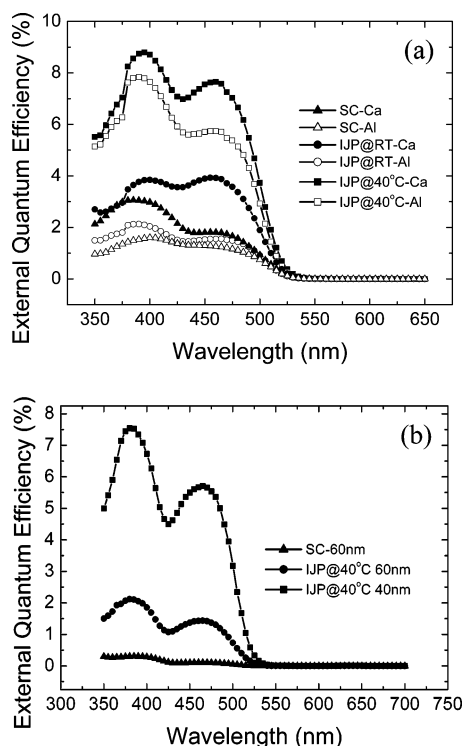 (a)
External Quantum Efficiency (%)
10
8
6
4
2
0
SC-Ca
SC-Al
IJP@RT-Ca
IJP@RT-Al
IJP@40°C-Ca
IJP@40°C-Al
350 400 450 500 550 600 650
Wavelength (nm)
(b)
External Quantum Efficiency (%)
8
7
6
5
4
3
2
1
0
SC-60nm
IJP@40°C 60nm
IJP@40°C 40nm
300 350 400 450 500 550 600 650 700 750
Wavelength (nm)